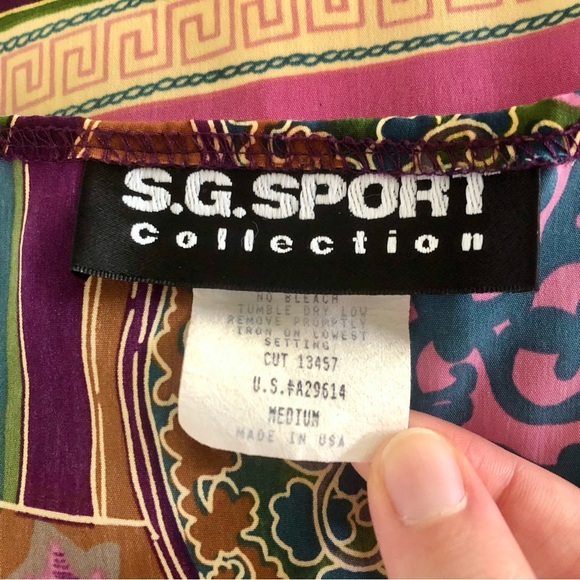 S.G.SPORT
Collection
NO BLEACH
TUMBLE DRY LOW
REMOVE PROMPTLY
IRON ON LOWEST
SETTING
CUT 13457
U.S.#A29614
MEDIUM
MADE IN USA